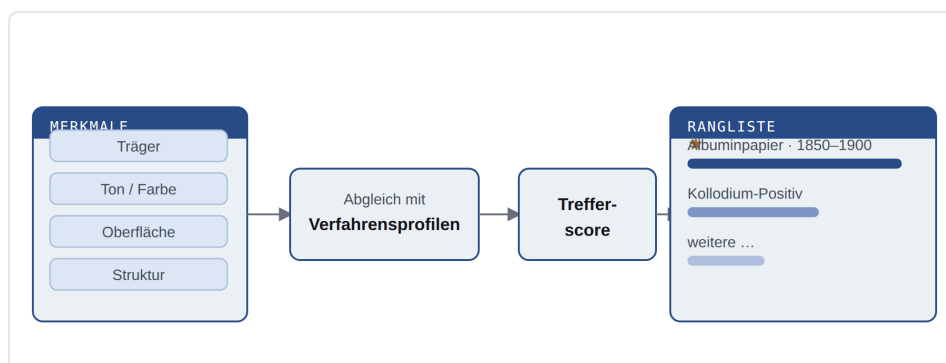 MERKMALE
Träger
Ton / Farbe
Oberfläche
Struktur
Abgleich mit
Verfahrensprofilen
Treffer-
score
RANGLISTE
Albuminpapier · 1850–1900
Kollodium-Positiv
weitere …